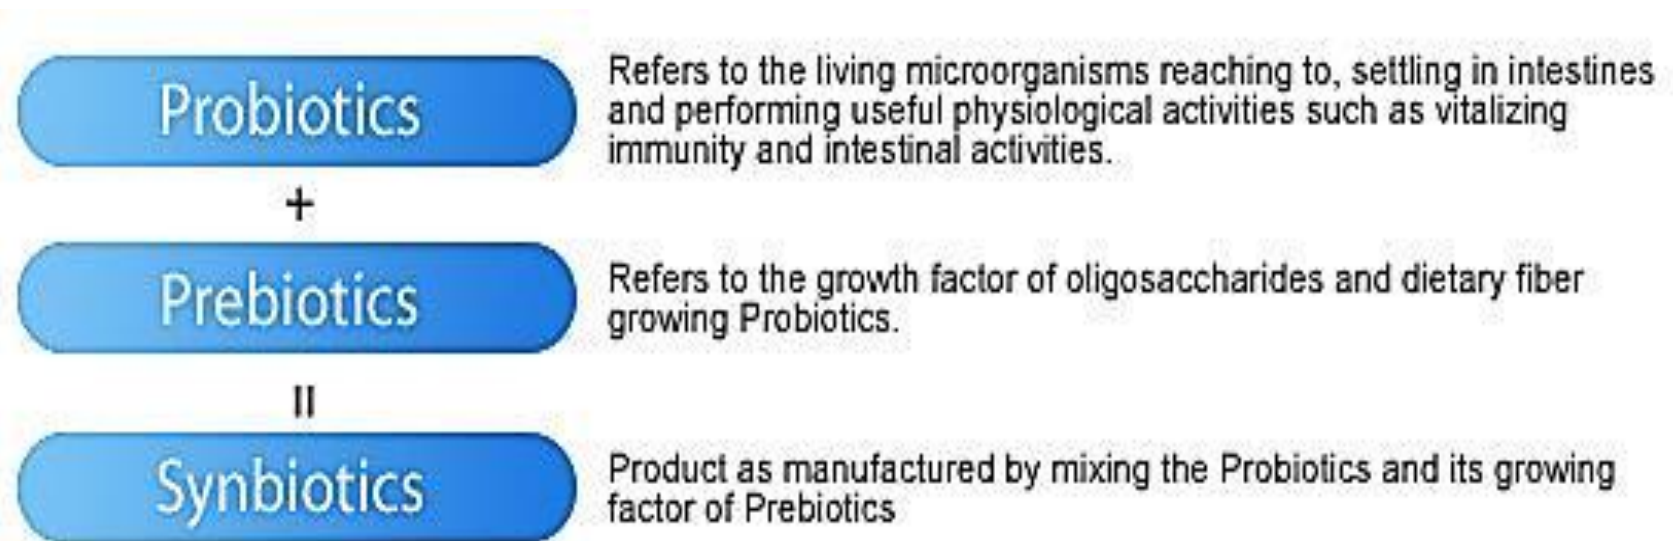 Probiotics
Refers to the living microorganisms reaching to, settling in intestines
and performing useful physiological activities such as vitalizing
immunity and intestinal activities.
+
Prebiotics
Refers to the growth factor of oligosaccharides and dietary fiber
growing Probiotics.
=
Synbiotics
Product as manufactured by mixing the Probiotics and its growing
factor of Prebiotics